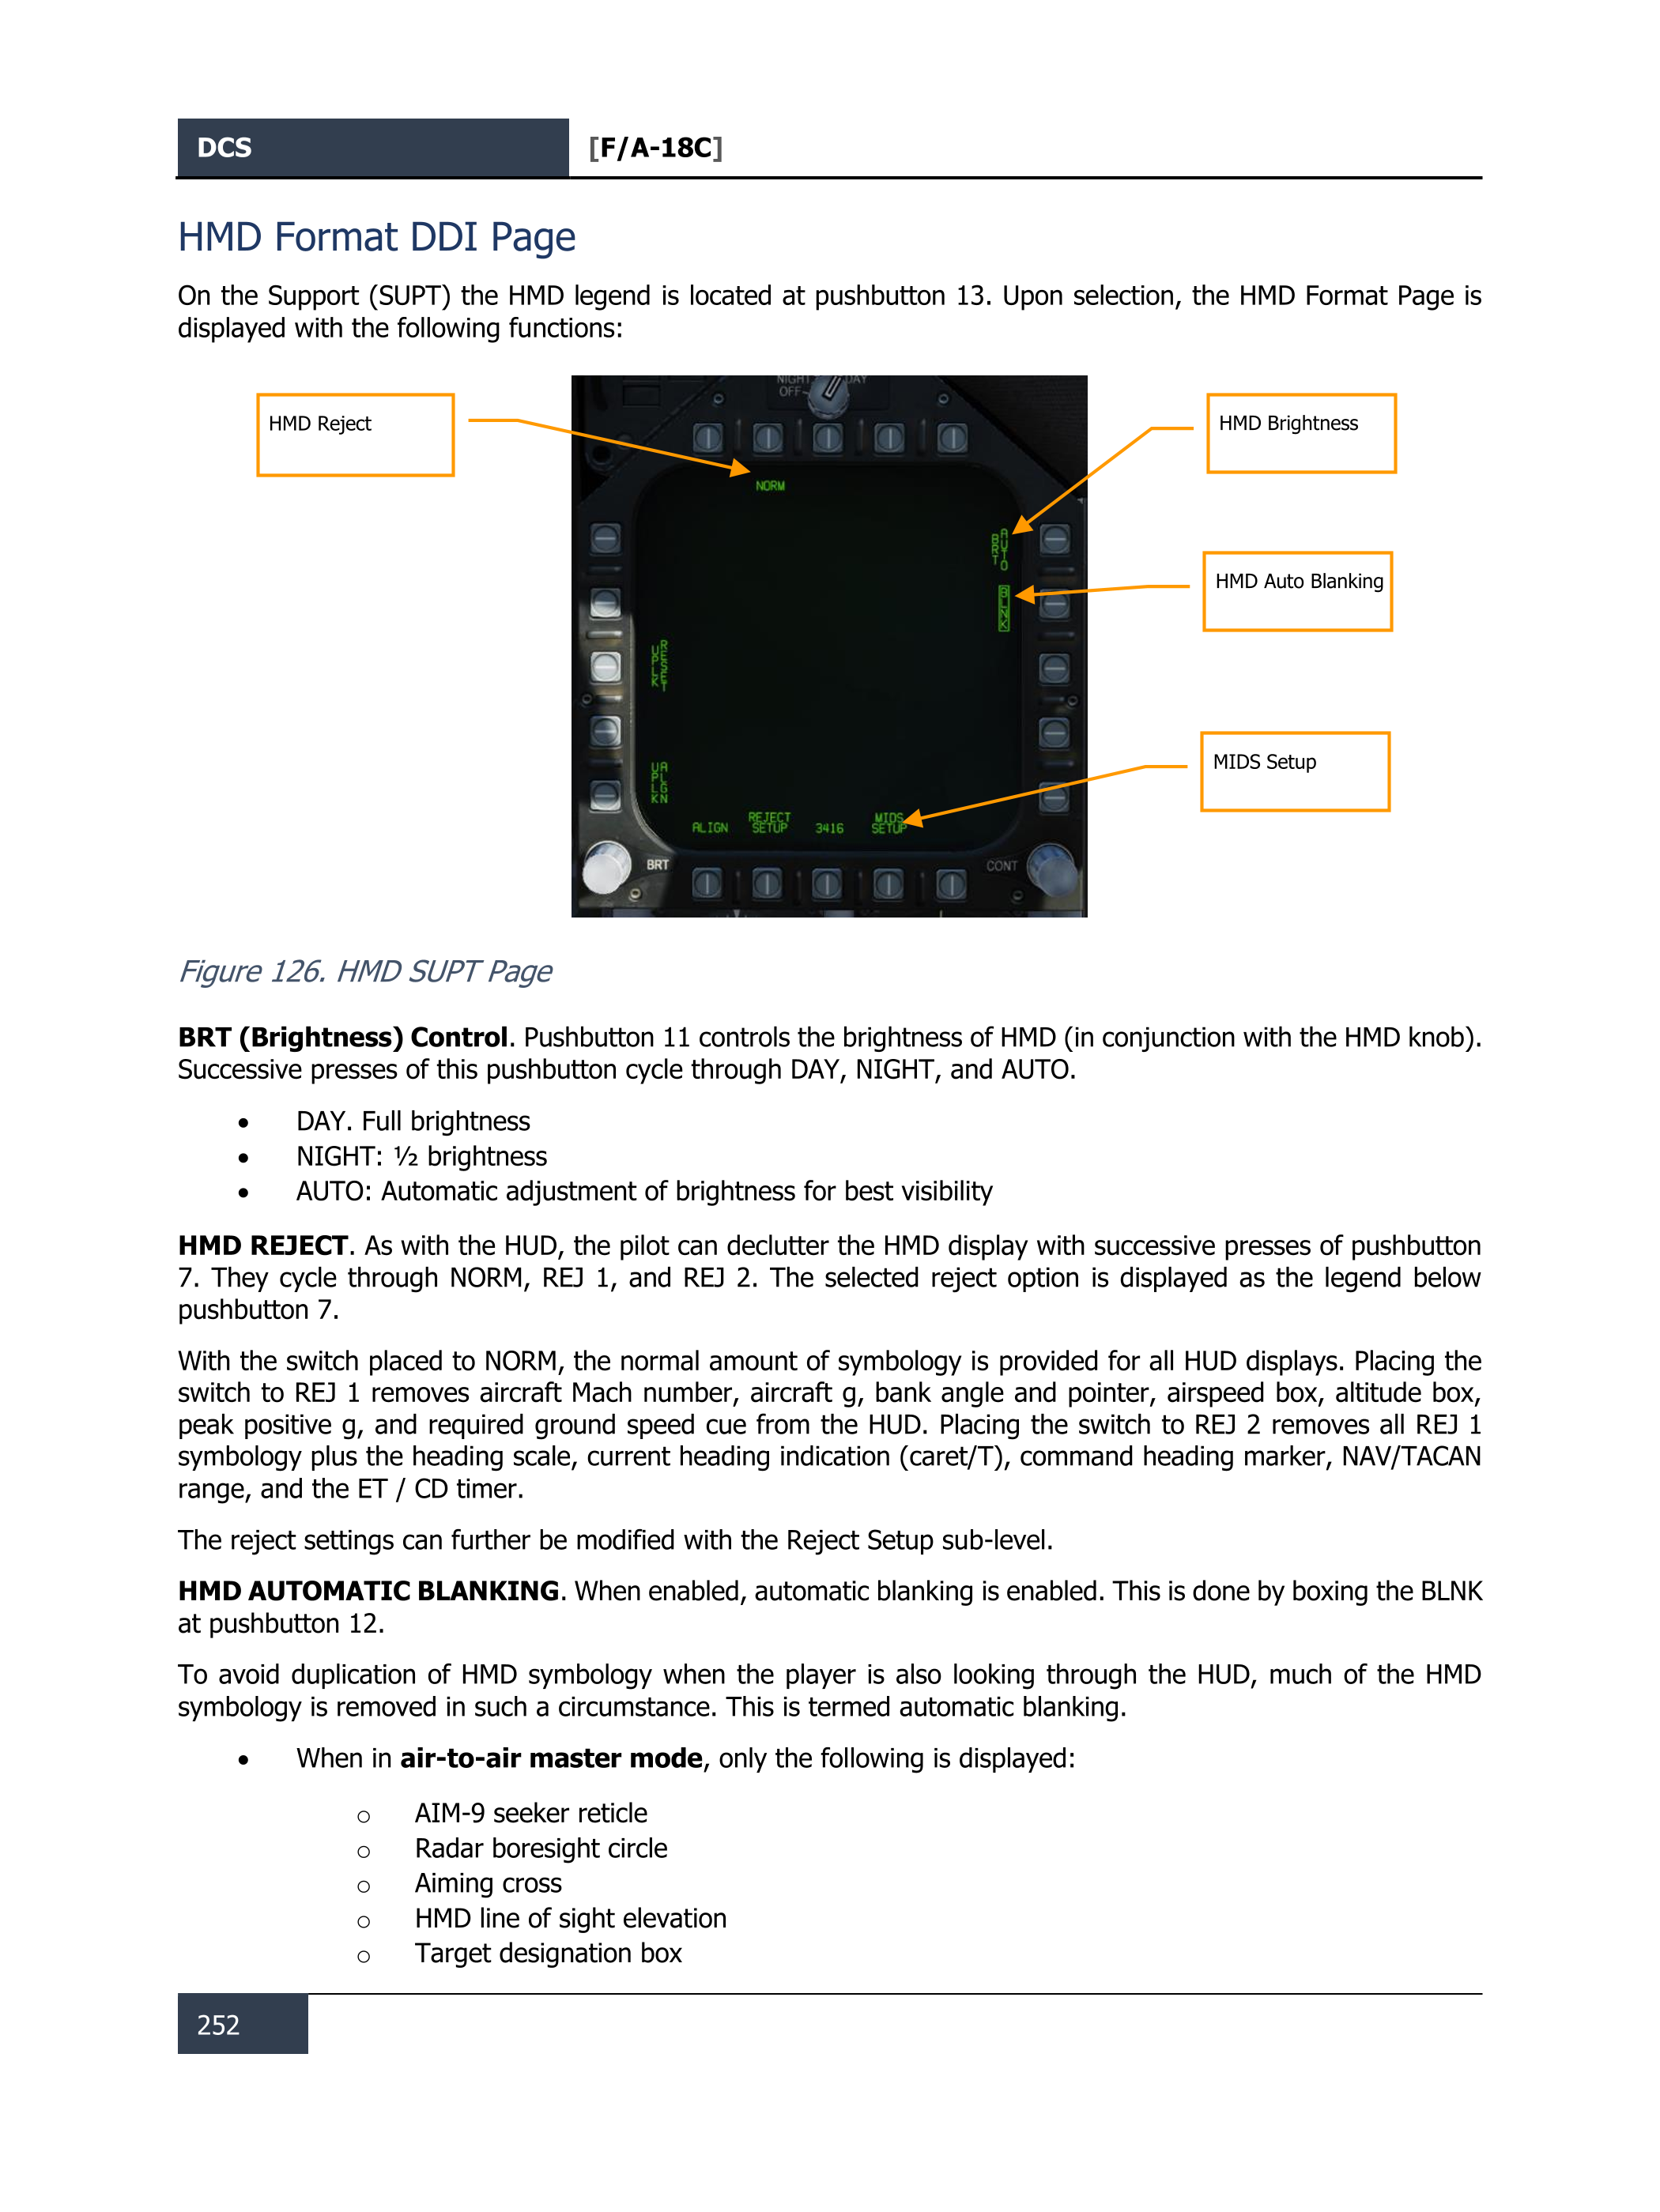 DCS
[F/A-18C]
HMD Format DDI Page
On the Support (SUPT) the HMD legend is located at pushbutton 13. Upon selection, the HMD Format Page is
displayed with the following functions:
HMD Reject
NIGHT
DAY
OFF
HMD Brightness
NORM
AUTO
BRT
HMD Auto Blanking
BLNK
RESET
UPLK
MIDS Setup
UPLK
ALGN
ALIGN
REJECT
SETUP
3416
MIDS
SETUP
BRT
CONT
Figure 126. HMD SUPT Page
BRT (Brightness) Control. Pushbutton 11 controls the brightness of HMD (in conjunction with the HMD knob).
Successive presses of this pushbutton cycle through DAY, NIGHT, and AUTO.
• DAY. Full brightness
• NIGHT: ½ brightness
• AUTO: Automatic adjustment of brightness for best visibility
HMD REJECT. As with the HUD, the pilot can declutter the HMD display with successive presses of pushbutton
7. They cycle through NORM, REJ 1, and REJ 2. The selected reject option is displayed as the legend below
pushbutton 7.
With the switch placed to NORM, the normal amount of symbology is provided for all HUD displays. Placing the
switch to REJ 1 removes aircraft Mach number, aircraft g, bank angle and pointer, airspeed box, altitude box,
peak positive g, and required ground speed cue from the HUD. Placing the switch to REJ 2 removes all REJ 1
symbology plus the heading scale, current heading indication (caret/T), command heading marker, NAV/TACAN
range, and the ET / CD timer.
The reject settings can further be modified with the Reject Setup sub-level.
HMD AUTOMATIC BLANKING. When enabled, automatic blanking is enabled. This is done by boxing the BLNK
at pushbutton 12.
To avoid duplication of HMD symbology when the player is also looking through the HUD, much of the HMD
symbology is removed in such a circumstance. This is termed automatic blanking.
• When in air-to-air master mode, only the following is displayed:
o AIM-9 seeker reticle
o Radar boresight circle
o Aiming cross
o HMD line of sight elevation
o Target designation box
252